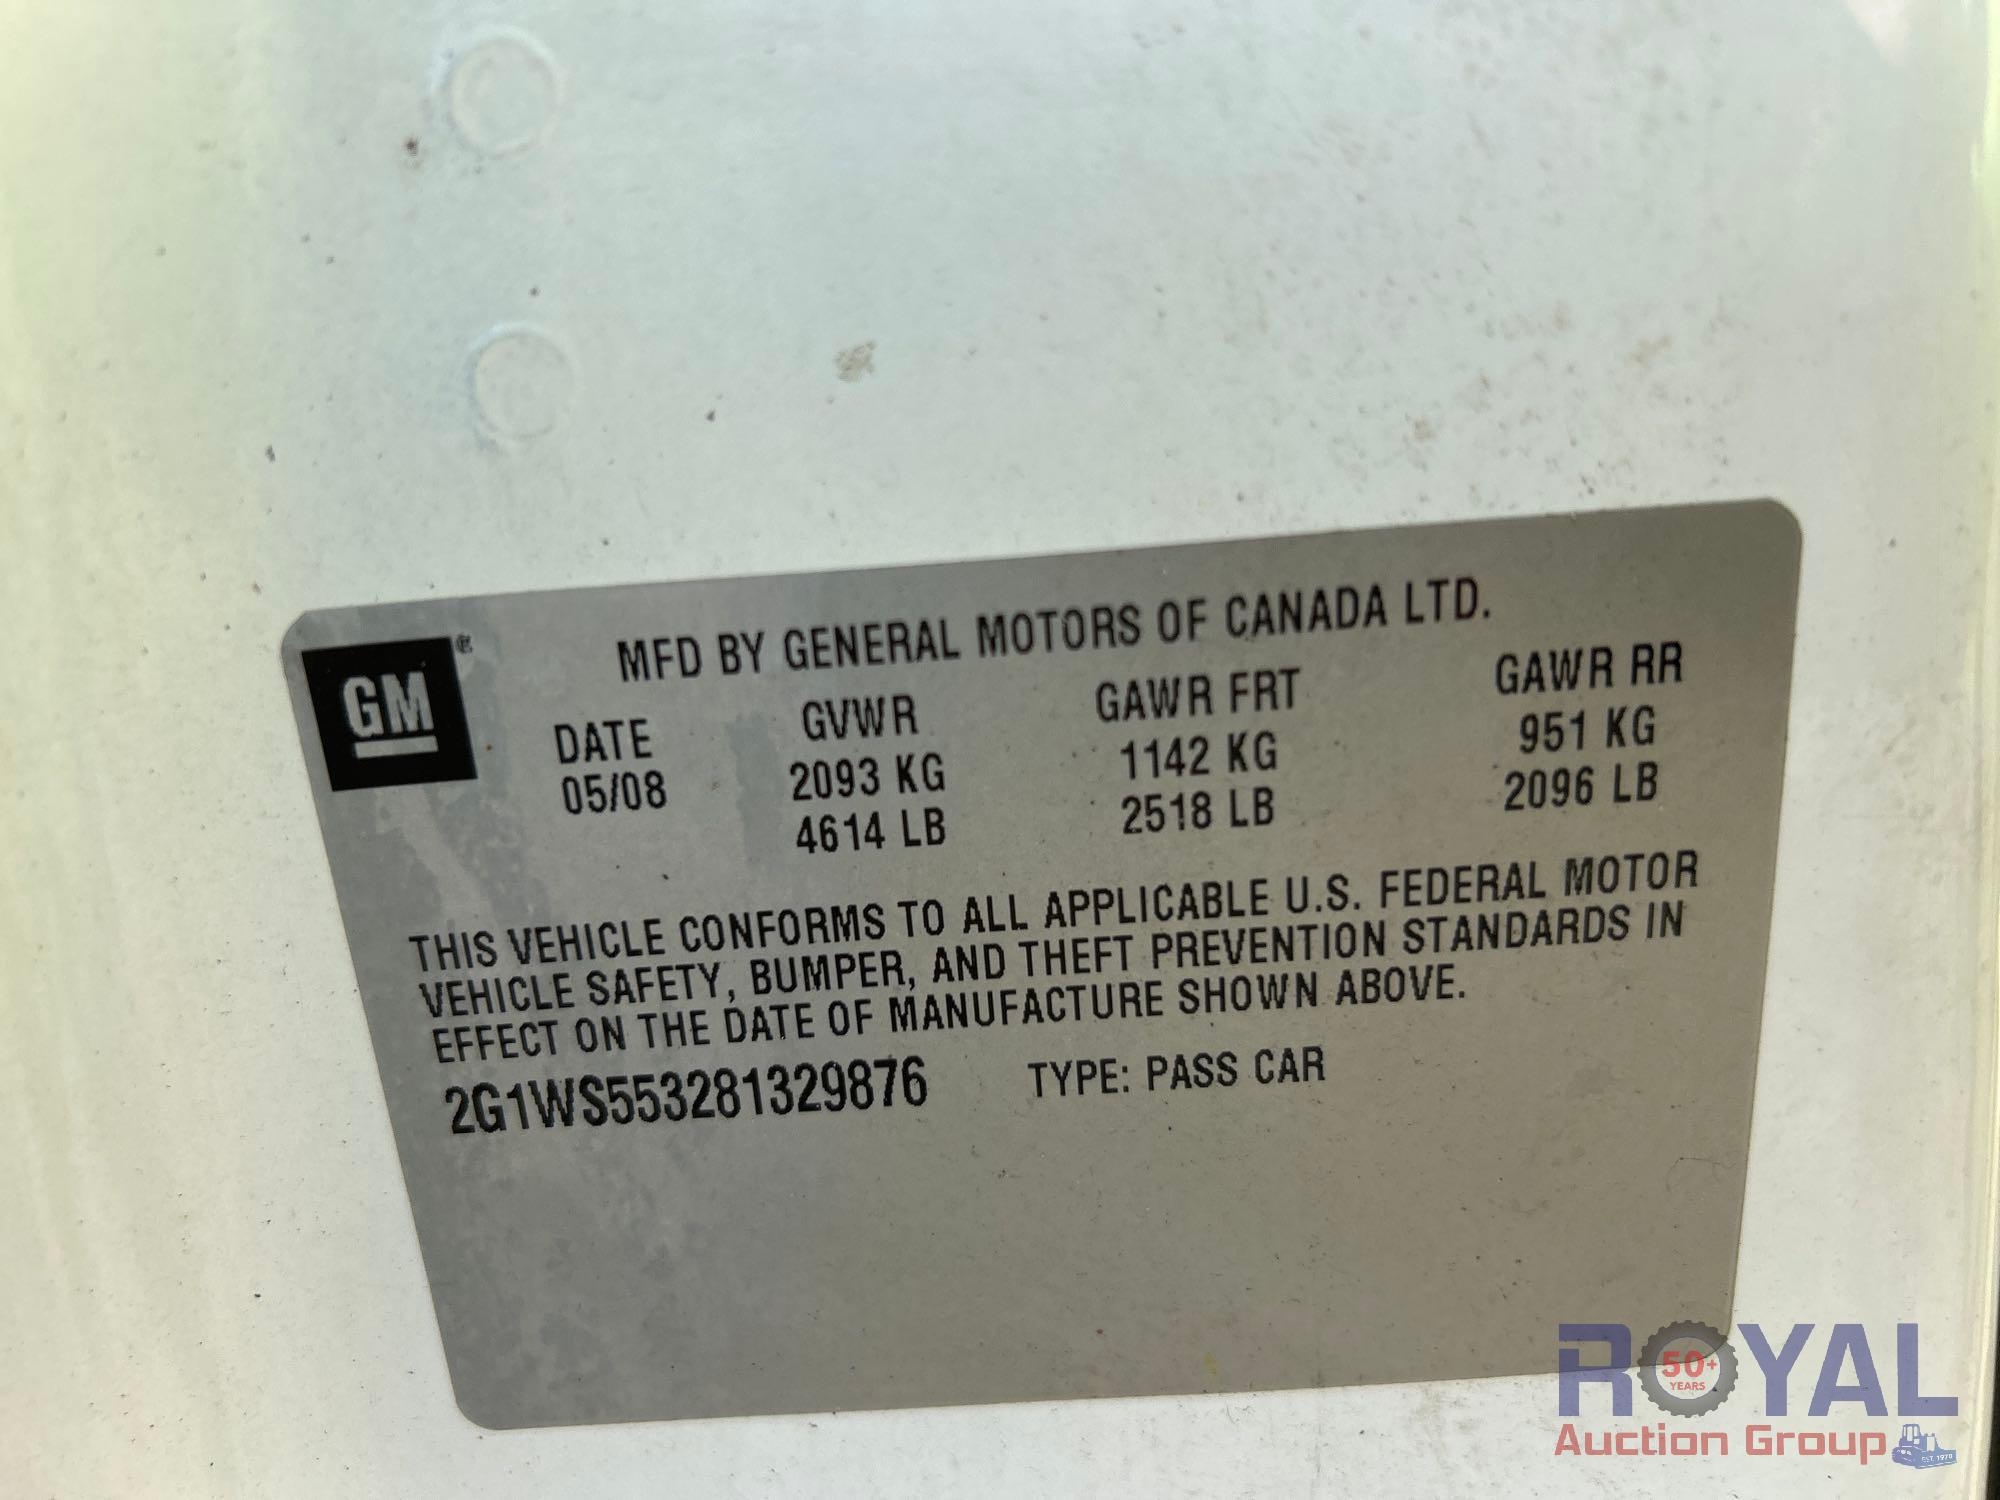 GM®
MFD BY GENERAL MOTORS OF CANADA LTD.
DATE GVWR GAWR FRT GAWR RR
05/08 2093 KG 1142 KG 951 KG
4614 LB 2518 LB 2096 LB
THIS VEHICLE CONFORMS TO ALL APPLICABLE U.S. FEDERAL MOTOR
VEHICLE SAFETY, BUMPER, AND THEFT PREVENTION STANDARDS IN
EFFECT ON THE DATE OF MANUFACTURE SHOWN ABOVE.
2G1WS553281329876 TYPE: PASS CAR
ROYAL
50+
YEARS
Auction Group
EST. 1970